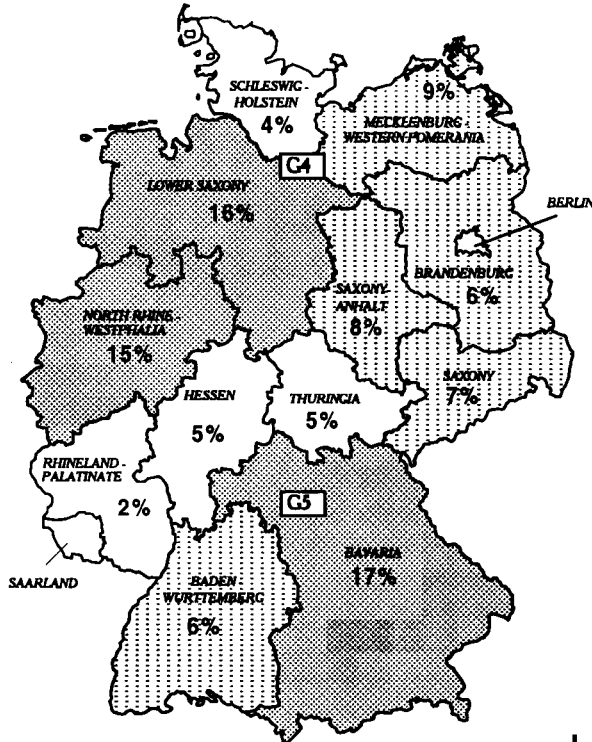 SCHLESWIG-
HOLSTEIN
4%
9%
MECKLENBURG-
WESTERN POMERANIA
G4
LOWER SAXONY
16%
BERLIN
BRANDENBURG
6%
SAXONY-
ANHALT
8%
NORTH RHINE-
WESTPHALIA
15%
SAXONY
7%
HESSEN
5%
THURINGIA
5%
RHINELAND-
PALATINATE
2%
G5
SAARLAND
BAVARIA
17%
BADEN-
WURTTEMBERG
6%